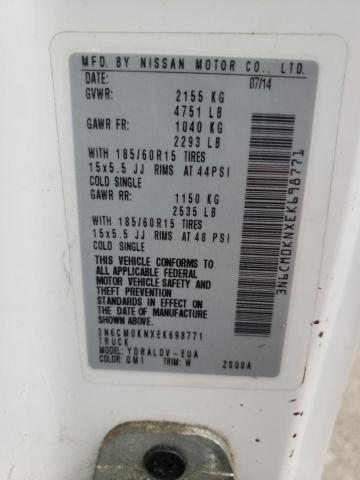 MFD. BY NISSAN MOTOR CO., LTD.
DATE: 07/14
GVWR: 2155 KG
4751 LB
GAWR FR: 1040 KG
2293 LB
WITH 185/60R15 TIRES
15x5.5 JJ RIMS AT 44PSI
COLD SINGLE
GAWR RR: 1150 KG
2535 LB
WITH 185/60R15 TIRES
15x5.5 JJ RIMS AT 48 PSI
COLD SINGLE
THIS VEHICLE CONFORMS TO
ALL APPLICABLE FEDERAL
MOTOR VEHICLE SAFETY
STANDARDS IN EFFECT ON
THE DATE OF MANUFACTURE
SHOWN ABOVE.
3N6CM0KNXEK698771
TRUCK
MODEL: YDRALDV-EUA
COLOR: QM1 TRIM: W 2S00A
3N6CM0KNXEK698771